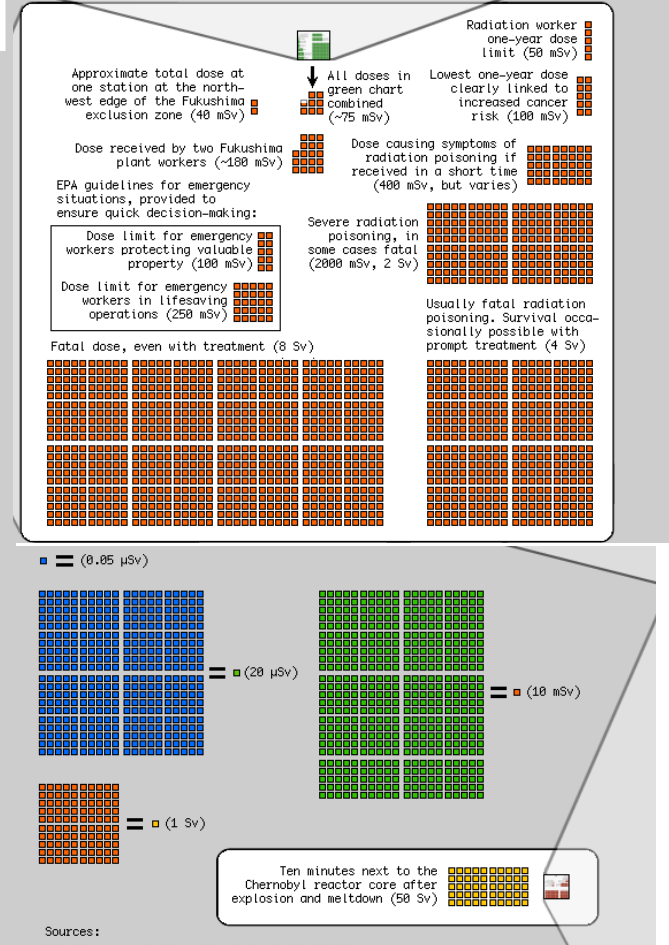 Radiation worker
one-year dose
limit (50 mSv)
Approximate total dose at
one station at the north-
west edge of the Fukushima
exclusion zone (40 mSv)
All doses in
green chart
combined
(~75 mSv)
Lowest one-year dose
clearly linked to
increased cancer
risk (100 mSv)
Dose received by two Fukushima
plant workers (~180 mSv)
Dose causing symptoms of
radiation poisoning if
received in a short time
(400 mSv, but varies)
EPA guidelines for emergency
situations, provided to
ensure quick decision-making:
Dose limit for emergency
workers protecting valuable
property (100 mSv)
Dose limit for emergency
workers in lifesaving
operations (250 mSv)
Severe radiation
poisoning, in
some cases fatal
(2000 mSv, 2 Sv)
Usually fatal radiation
poisoning. Survival occa-
sionally possible with
prompt treatment (4 Sv)
Fatal dose, even with treatment (8 Sv)
= (0.05 μSv)
= (20 μSv)
= (10 mSv)
= (1 Sv)
Ten minutes next to the
Chernobyl reactor core after
explosion and meltdown (50 Sv)
Sources: